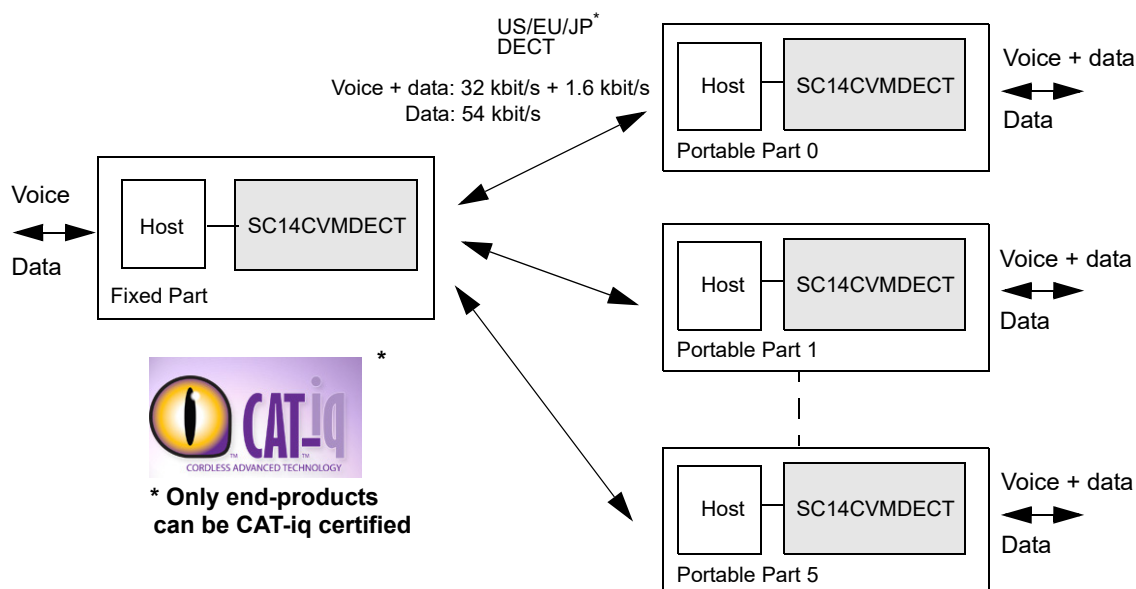 US/EU/JP*
DECT
Voice + data: 32 kbit/s + 1.6 kbit/s
Data: 54 kbit/s
Host
SC14CVMDECT
Portable Part 0
Voice + data
Data
Voice
Data
Host
SC14CVMDECT
Fixed Part
Host
SC14CVMDECT
Portable Part 1
Voice + data
Data
*
CAT-iq
™ ™
CORDLESS ADVANCED TECHNOLOGY
* Only end-products
can be CAT-iq certified
Host
SC14CVMDECT
Portable Part 5
Voice + data
Data